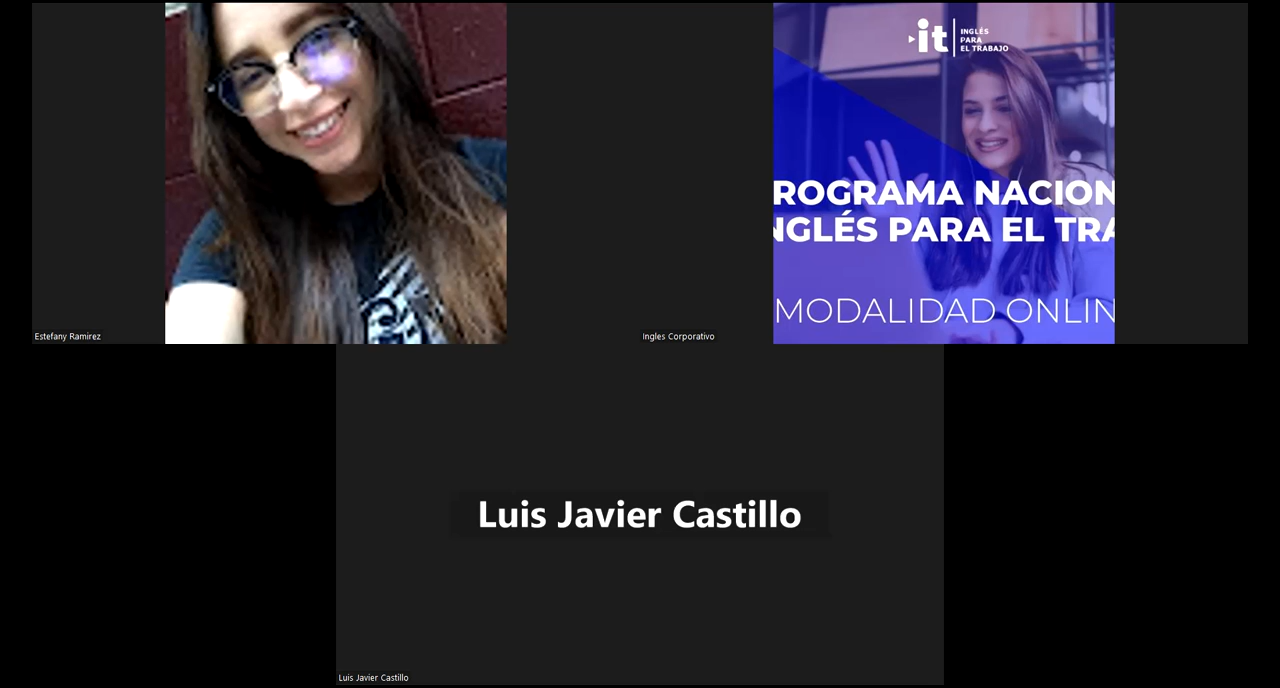 it
INGLÉS
PARA
EL TRABAJO
ROGRAMA NACION
NGLÉS PARA EL TRA
MODALIDAD ONLIN
Estefany Ramirez
Ingles Corporativo
Luis Javier Castillo
Luis Javier Castillo